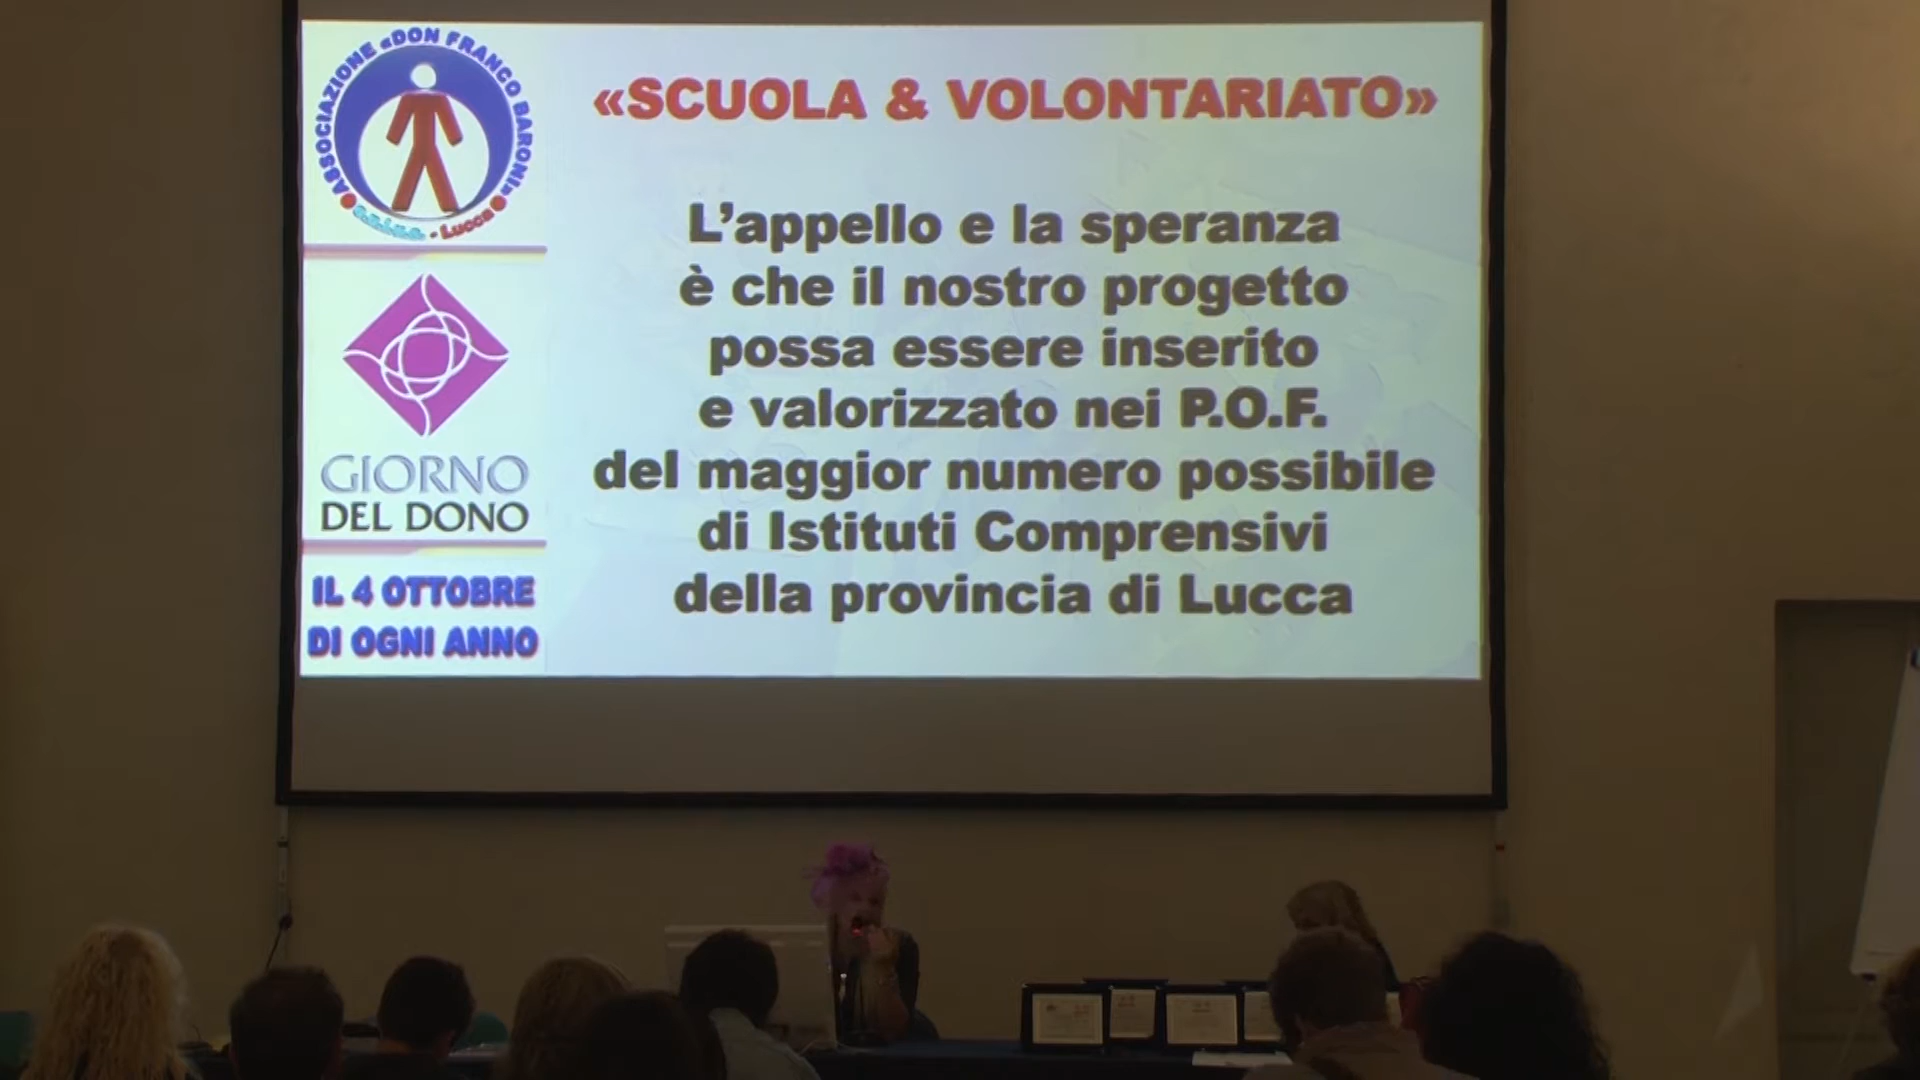 ASSOCIAZIONE «DON FRANCO BARONI»
- Lucca
GIORNO
DEL DONO
IL 4 OTTOBRE
DI OGNI ANNO
«SCUOLA & VOLONTARIATO»
L'appello e la speranza
è che il nostro progetto
possa essere inserito
e valorizzato nei P.O.F.
del maggior numero possibile
di Istituti Comprensivi
della provincia di Lucca